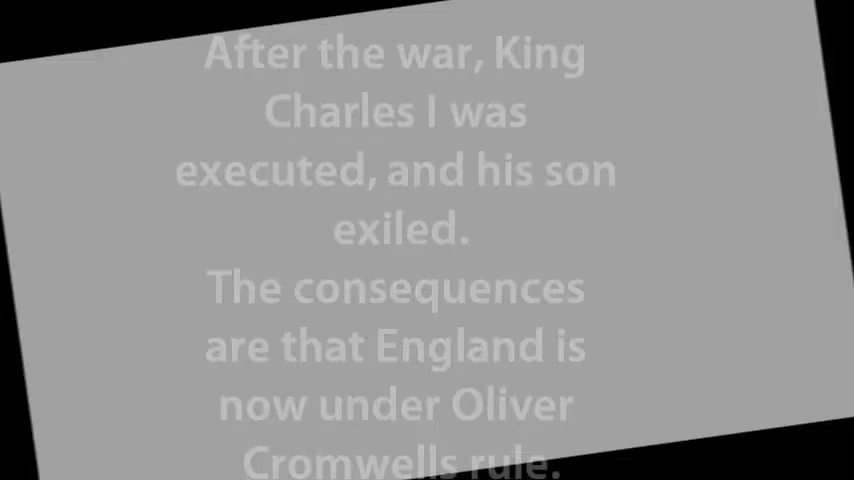 After the war, King
Charles I was
executed, and his son
exiled.
The consequences
are that England is
now under Oliver
Cromwells rule.